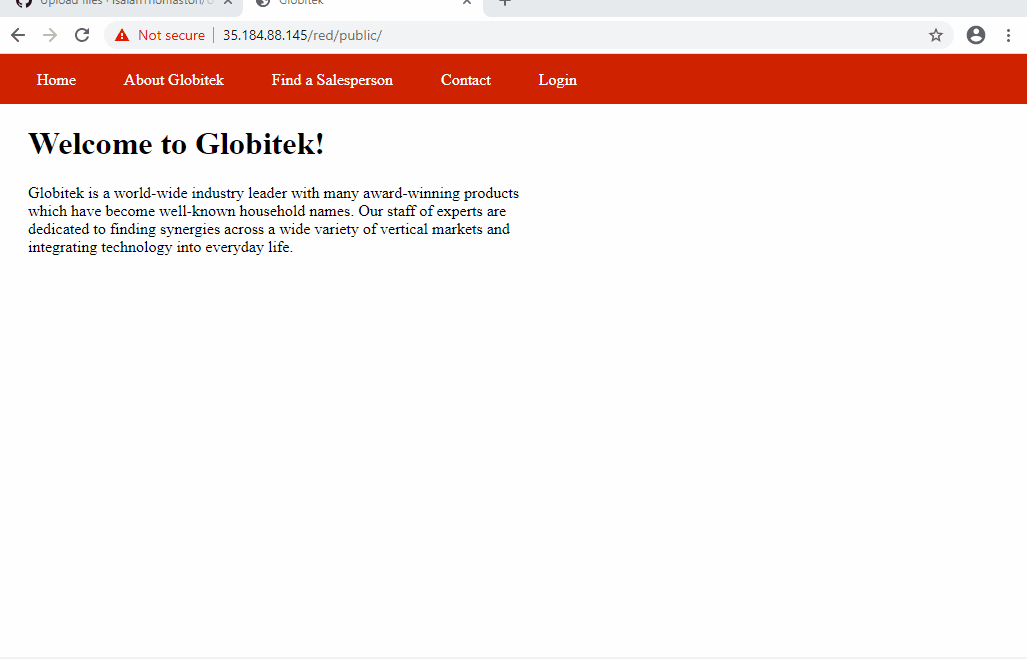 Upload files · IsaiahThomaston/ Globitek
Not secure 35.184.88.145/red/public/
Home About Globitek Find a Salesperson Contact Login
Welcome to Globitek!
Globitek is a world-wide industry leader with many award-winning products
which have become well-known household names. Our staff of experts are
dedicated to finding synergies across a wide variety of vertical markets and
integrating technology into everyday life.